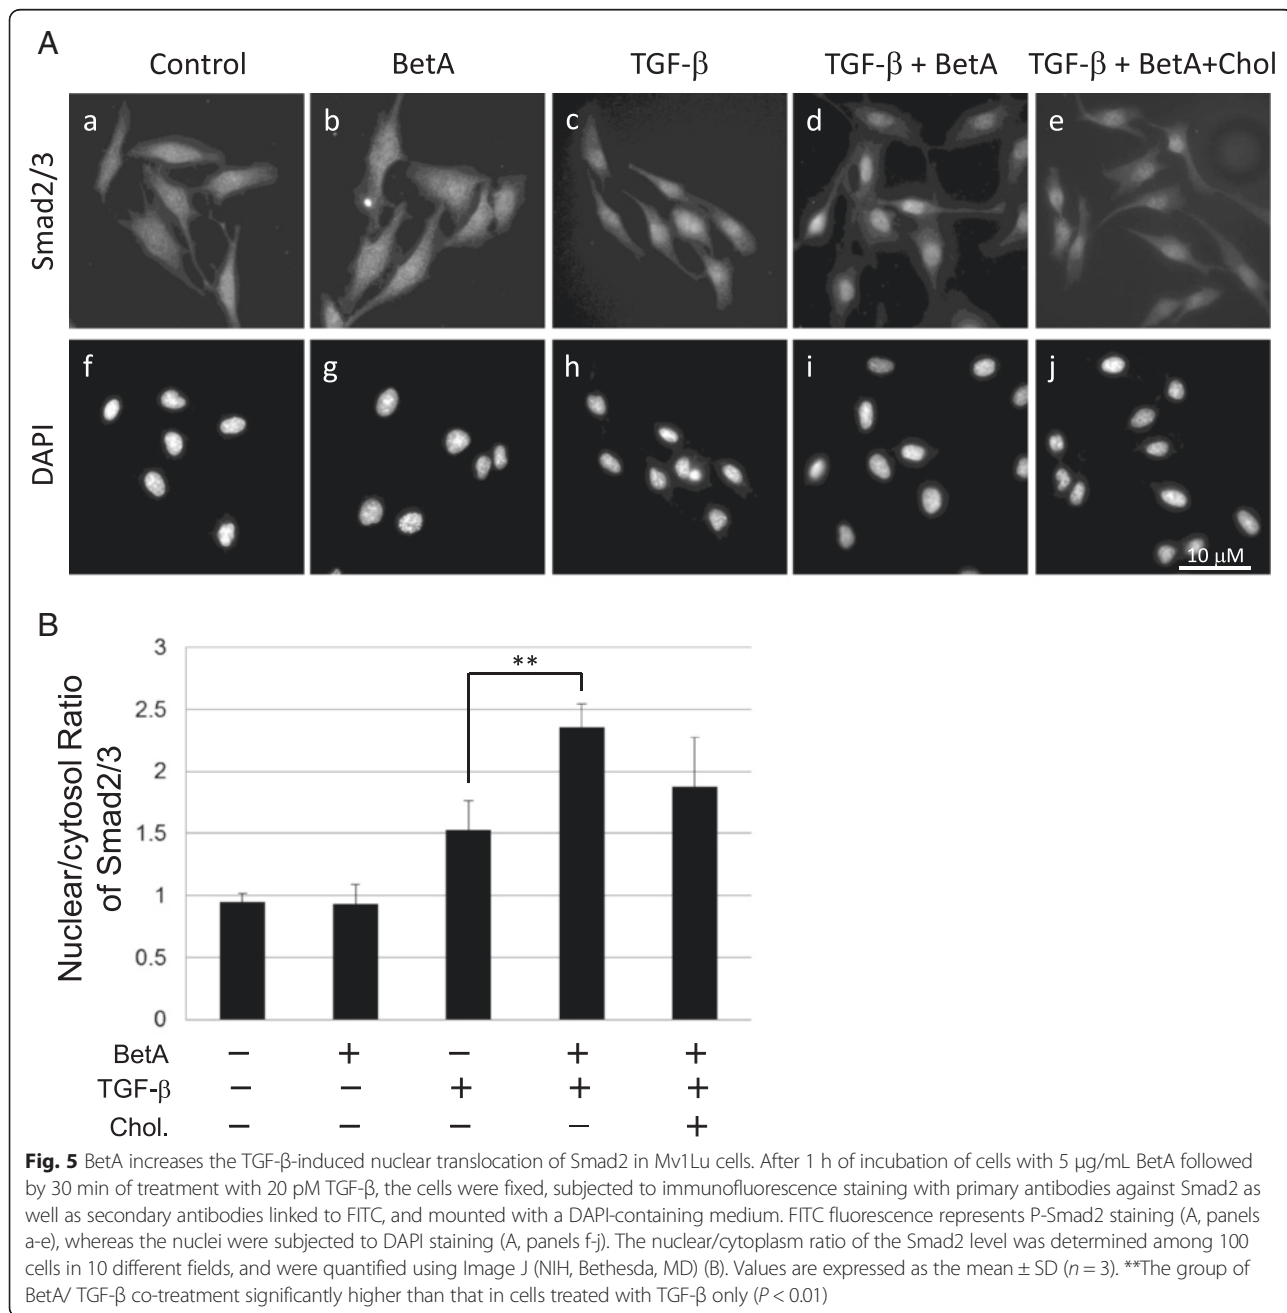 A
Control BetA TGF-β TGF-β + BetA TGF-β + BetA+Chol
Smad2/3
a b c d e
DAPI
f g h i j
10 μM
B
Nuclear/cytosol Ratio
of Smad2/3
3
2.5
2
1.5
1
0.5
0
**
BetA − + − + +
TGF-β − − + + +
Chol. − − − − +
Fig. 5 BetA increases the TGF-β-induced nuclear translocation of Smad2 in Mv1Lu cells. After 1 h of incubation of cells with 5 μg/mL BetA followed
by 30 min of treatment with 20 pM TGF-β, the cells were fixed, subjected to immunofluorescence staining with primary antibodies against Smad2 as
well as secondary antibodies linked to FITC, and mounted with a DAPI-containing medium. FITC fluorescence represents P-Smad2 staining (A, panels
a-e), whereas the nuclei were subjected to DAPI staining (A, panels f-j). The nuclear/cytoplasm ratio of the Smad2 level was determined among 100
cells in 10 different fields, and were quantified using Image J (NIH, Bethesda, MD) (B). Values are expressed as the mean ± SD (n = 3). **The group of
BetA/ TGF-β co-treatment significantly higher than that in cells treated with TGF-β only (P < 0.01)